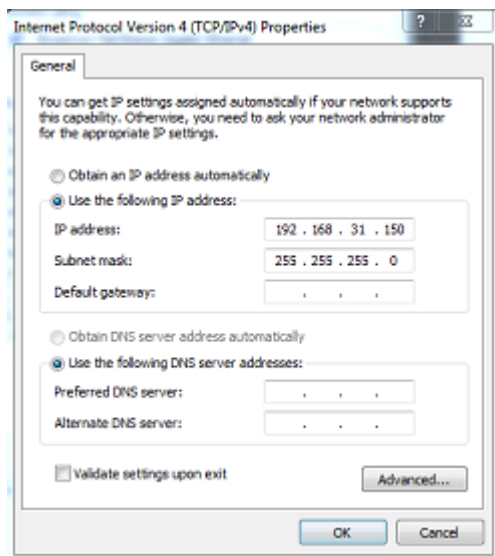 Internet Protocol Version 4 (TCP/IPv4) Properties
?
General
You can get IP settings assigned automatically if your network supports
this capability. Otherwise, you need to ask your network administrator
for the appropriate IP settings.
Obtain an IP address automatically
Use the following IP address:
IP address: 192 . 168 . 31 . 150
Subnet mask: 255 . 255 . 255 . 0
Default gateway: . . .
Obtain DNS server address automatically
Use the following DNS server addresses:
Preferred DNS server: . . .
Alternate DNS server: . . .
Validate settings upon exit
Advanced...
OK Cancel